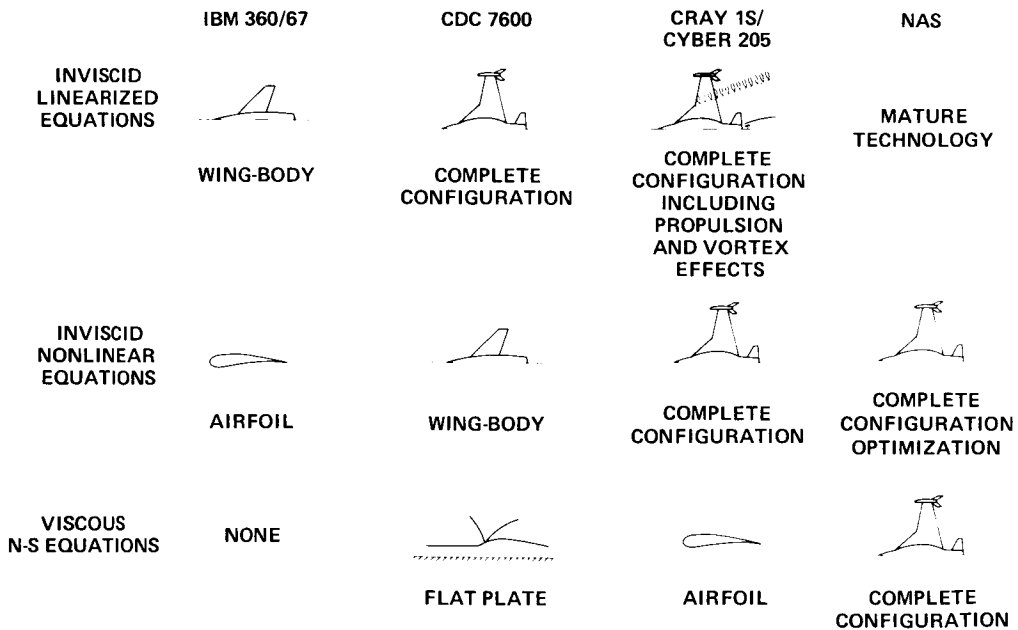 IBM 360/67
CDC 7600
CRAY 1S/
CYBER 205
NAS
INVISCID
LINEARIZED
EQUATIONS
WING-BODY
COMPLETE
CONFIGURATION
COMPLETE
CONFIGURATION
INCLUDING
PROPULSION
AND VORTEX
EFFECTS
MATURE
TECHNOLOGY
INVISCID
NONLINEAR
EQUATIONS
AIRFOIL
WING-BODY
COMPLETE
CONFIGURATION
COMPLETE
CONFIGURATION
OPTIMIZATION
VISCOUS
N-S EQUATIONS
NONE
FLAT PLATE
AIRFOIL
COMPLETE
CONFIGURATION